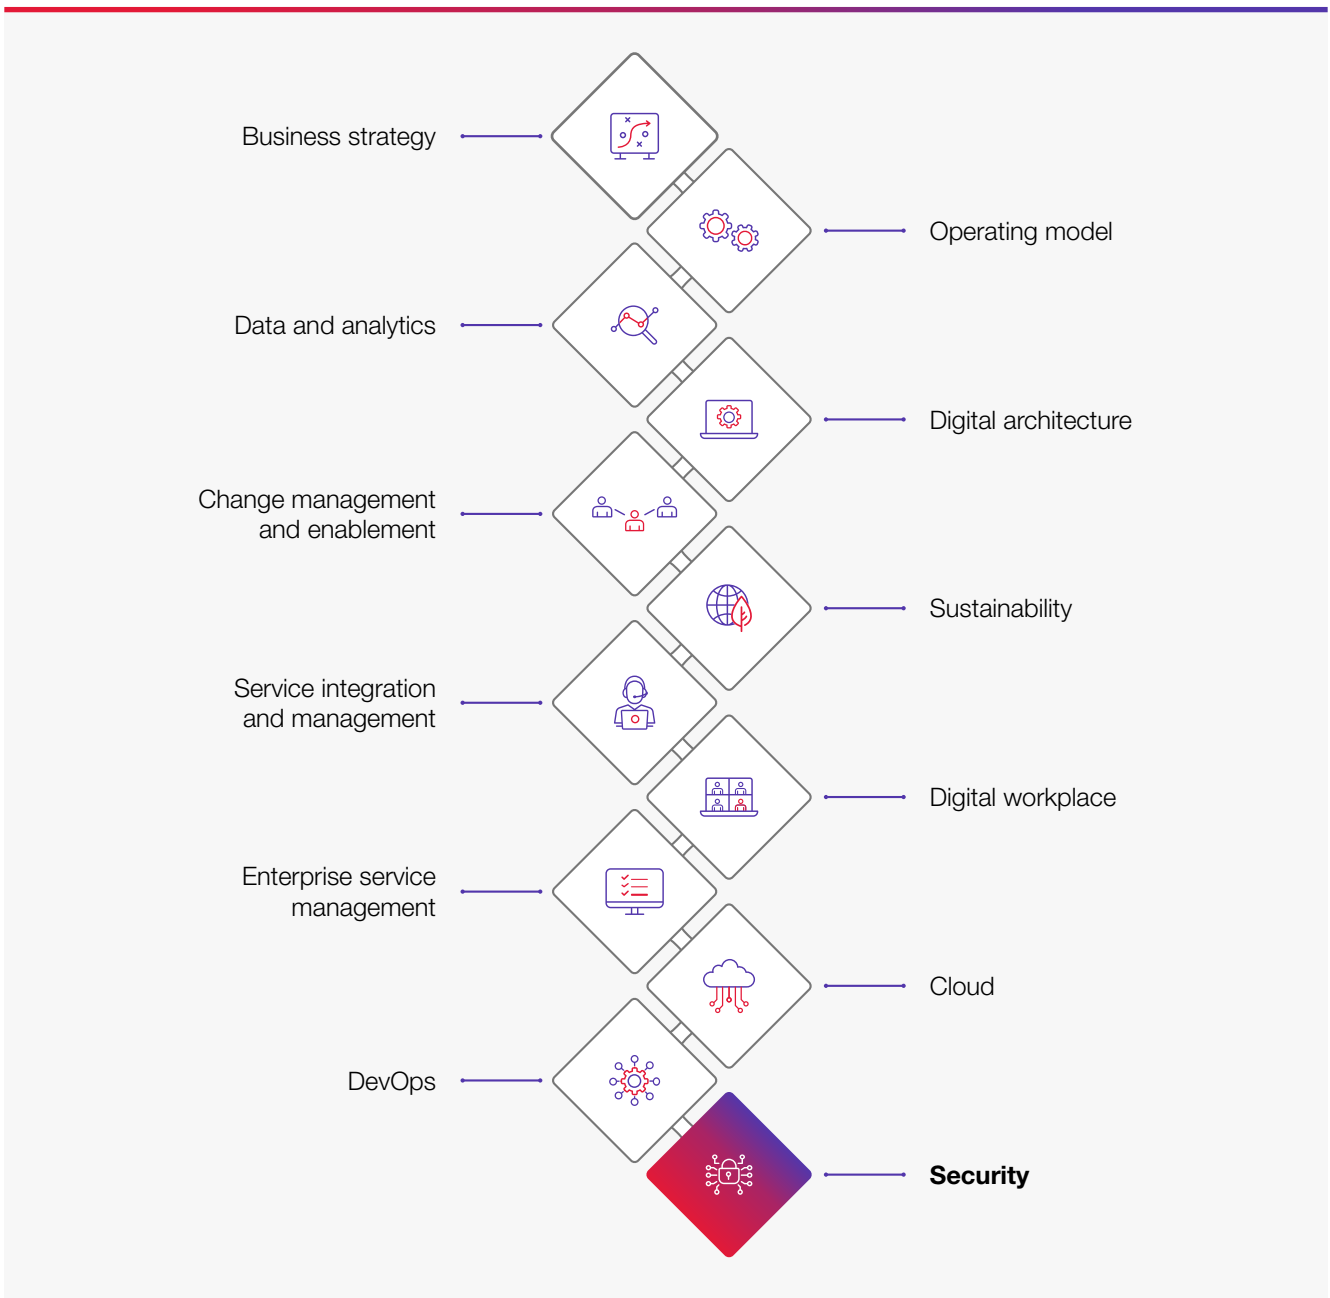 Business strategy
Operating model
Data and analytics
Digital architecture
Change management
and enablement
Sustainability
Service integration
and management
Digital workplace
Enterprise service
management
Cloud
DevOps
Security